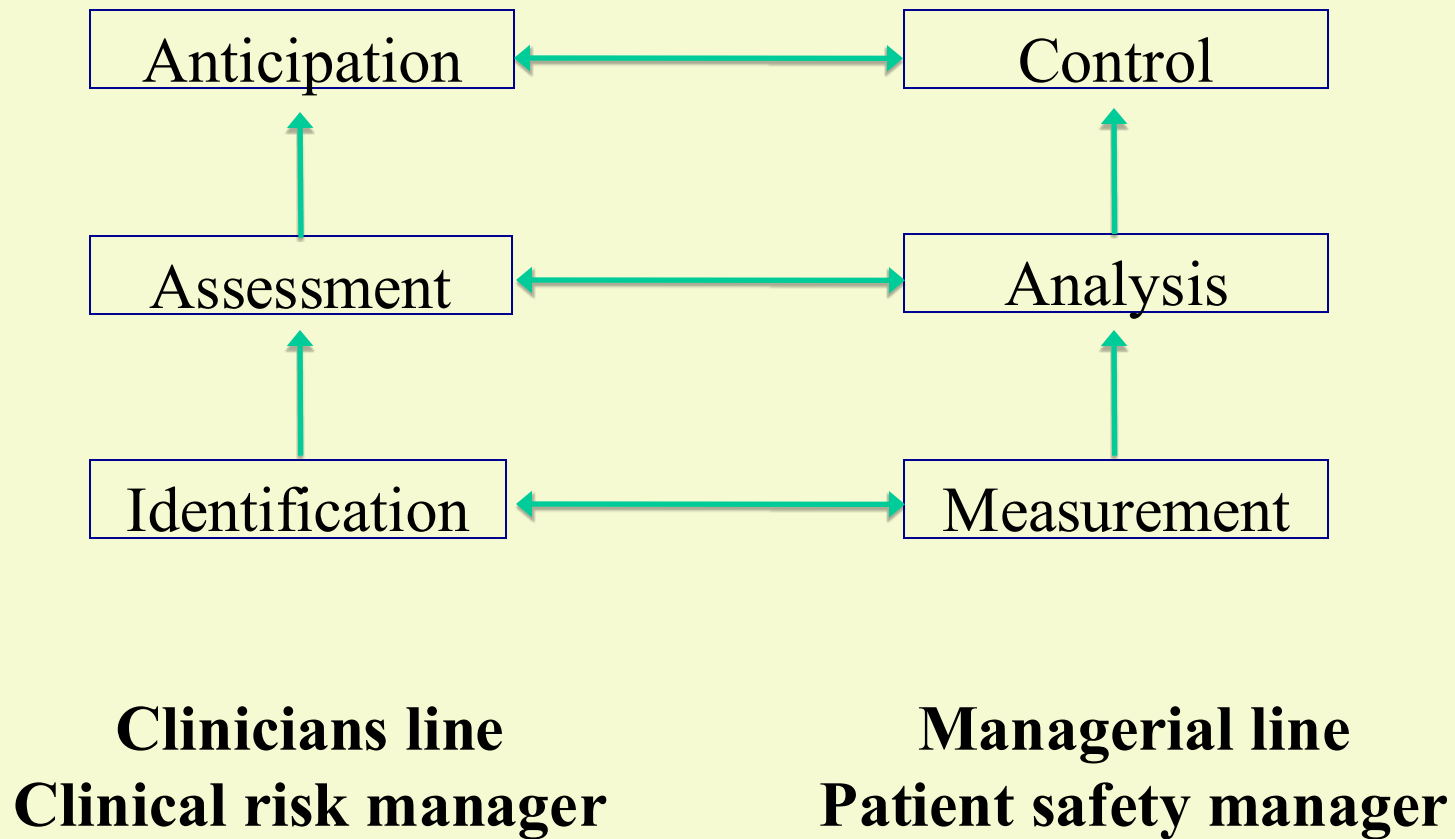 Anticipation
Control
Assessment
Analysis
Identification
Measurement
Clinicians line
Clinical risk manager
Managerial line
Patient safety manager